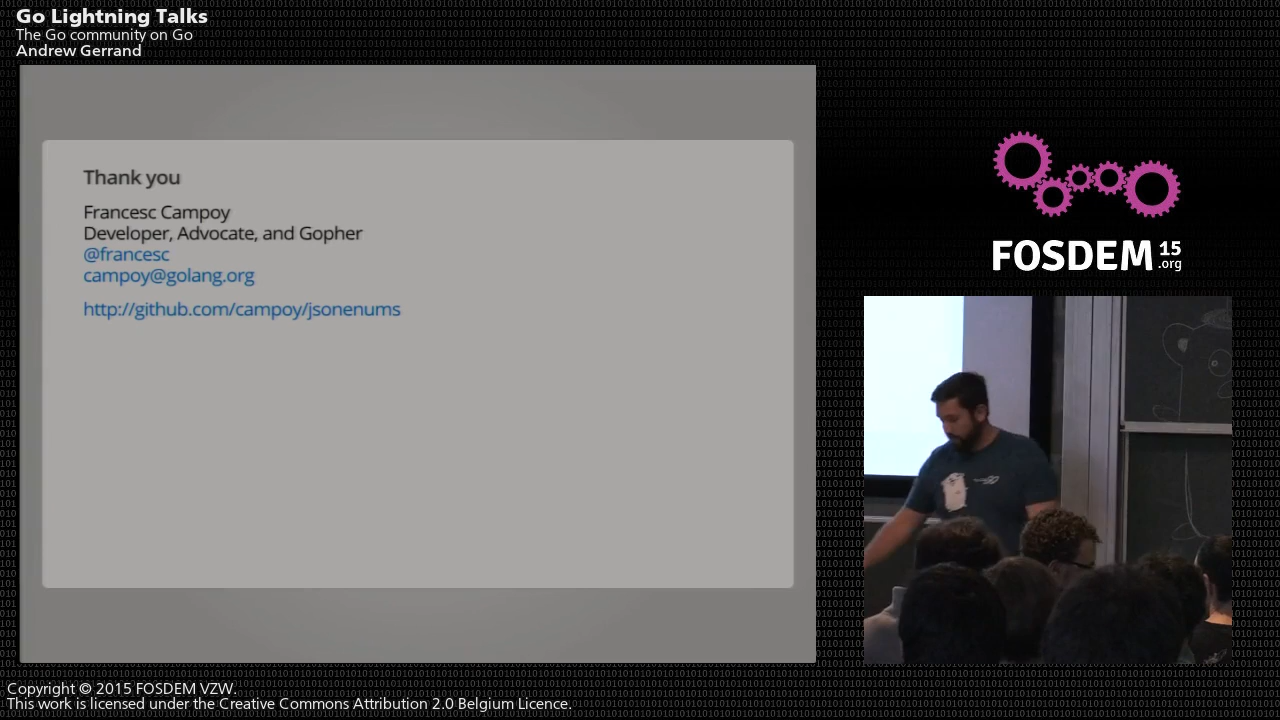 Go Lightning Talks
The Go community on Go
Andrew Gerrand
Thank you
Francesc Campoy
Developer, Advocate, and Gopher
@francesc
campoy@golang.org
http://github.com/campoy/jsonenums
FOSDEM 15
.org
Copyright © 2015 FOSDEM VZW.
This work is licensed under the Creative Commons Attribution 2.0 Belgium Licence.